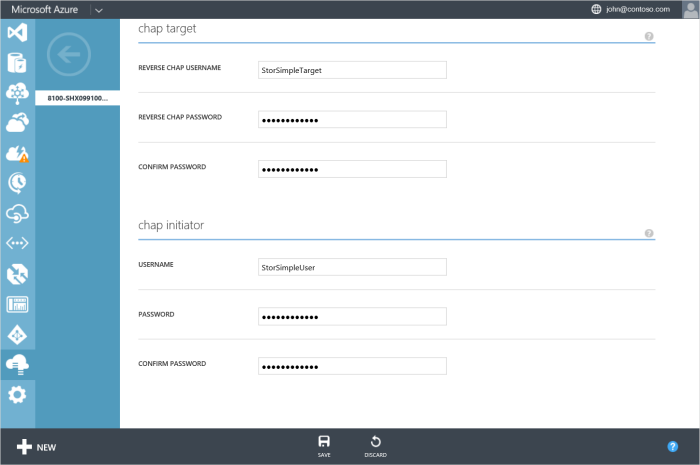 Microsoft Azure
john@contoso.com
8100-SHX099100...
chap target
?
REVERSE CHAP USERNAME
StorSimpleTarget
REVERSE CHAP PASSWORD
●●●●●●●●●●●●
CONFIRM PASSWORD
●●●●●●●●●●●●
chap initiator
?
USERNAME
StorSimpleUser
PASSWORD
●●●●●●●●●●●●
CONFIRM PASSWORD
●●●●●●●●●●●●
NEW
SAVE
DISCARD
?